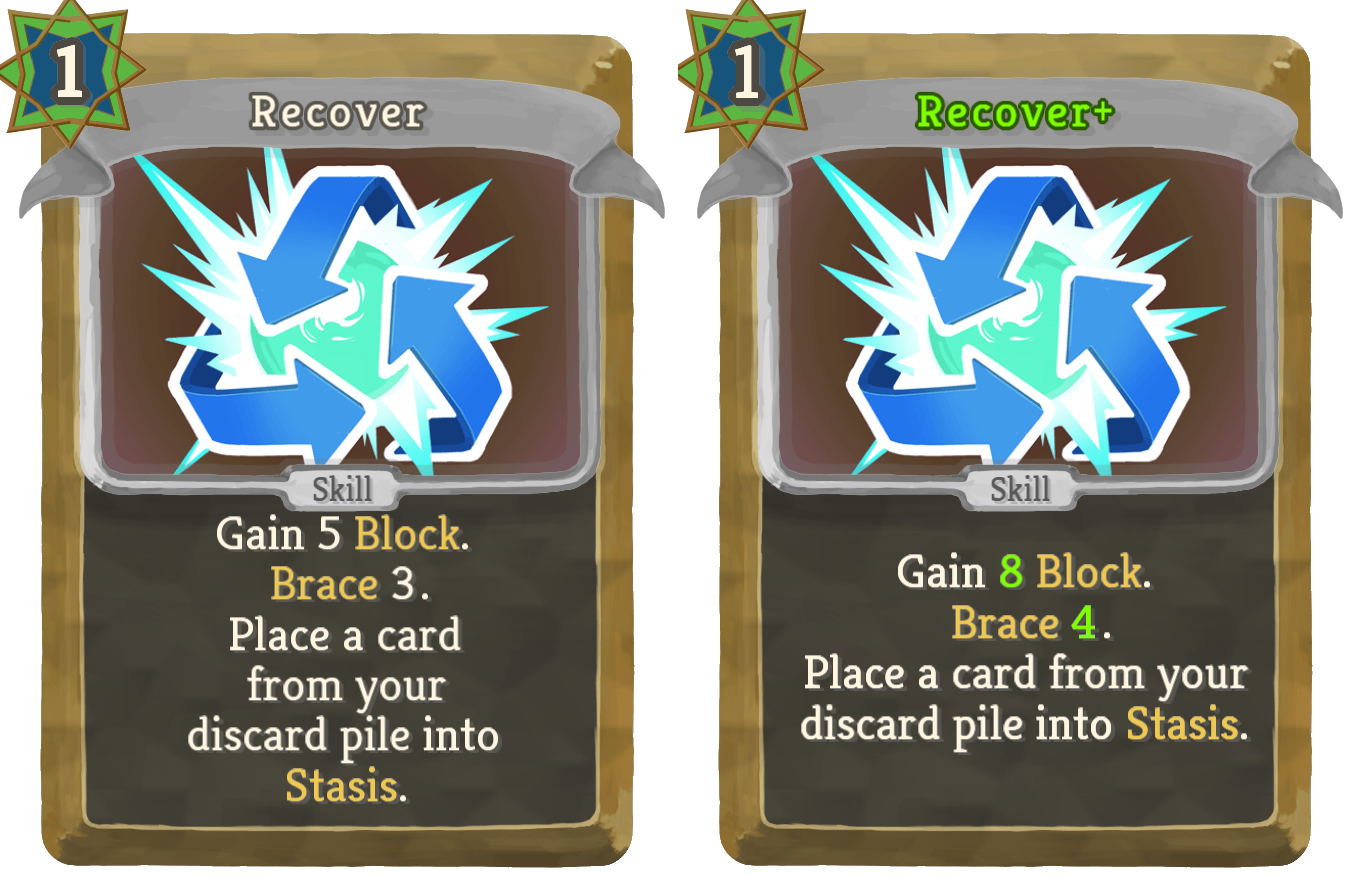 1
Recover
Skill
Gain 5 Block.
Brace 3.
Place a card
from your
discard pile into
Stasis.
1
Recover+
Skill
Gain 8 Block.
Brace 4.
Place a card from your
discard pile into Stasis.